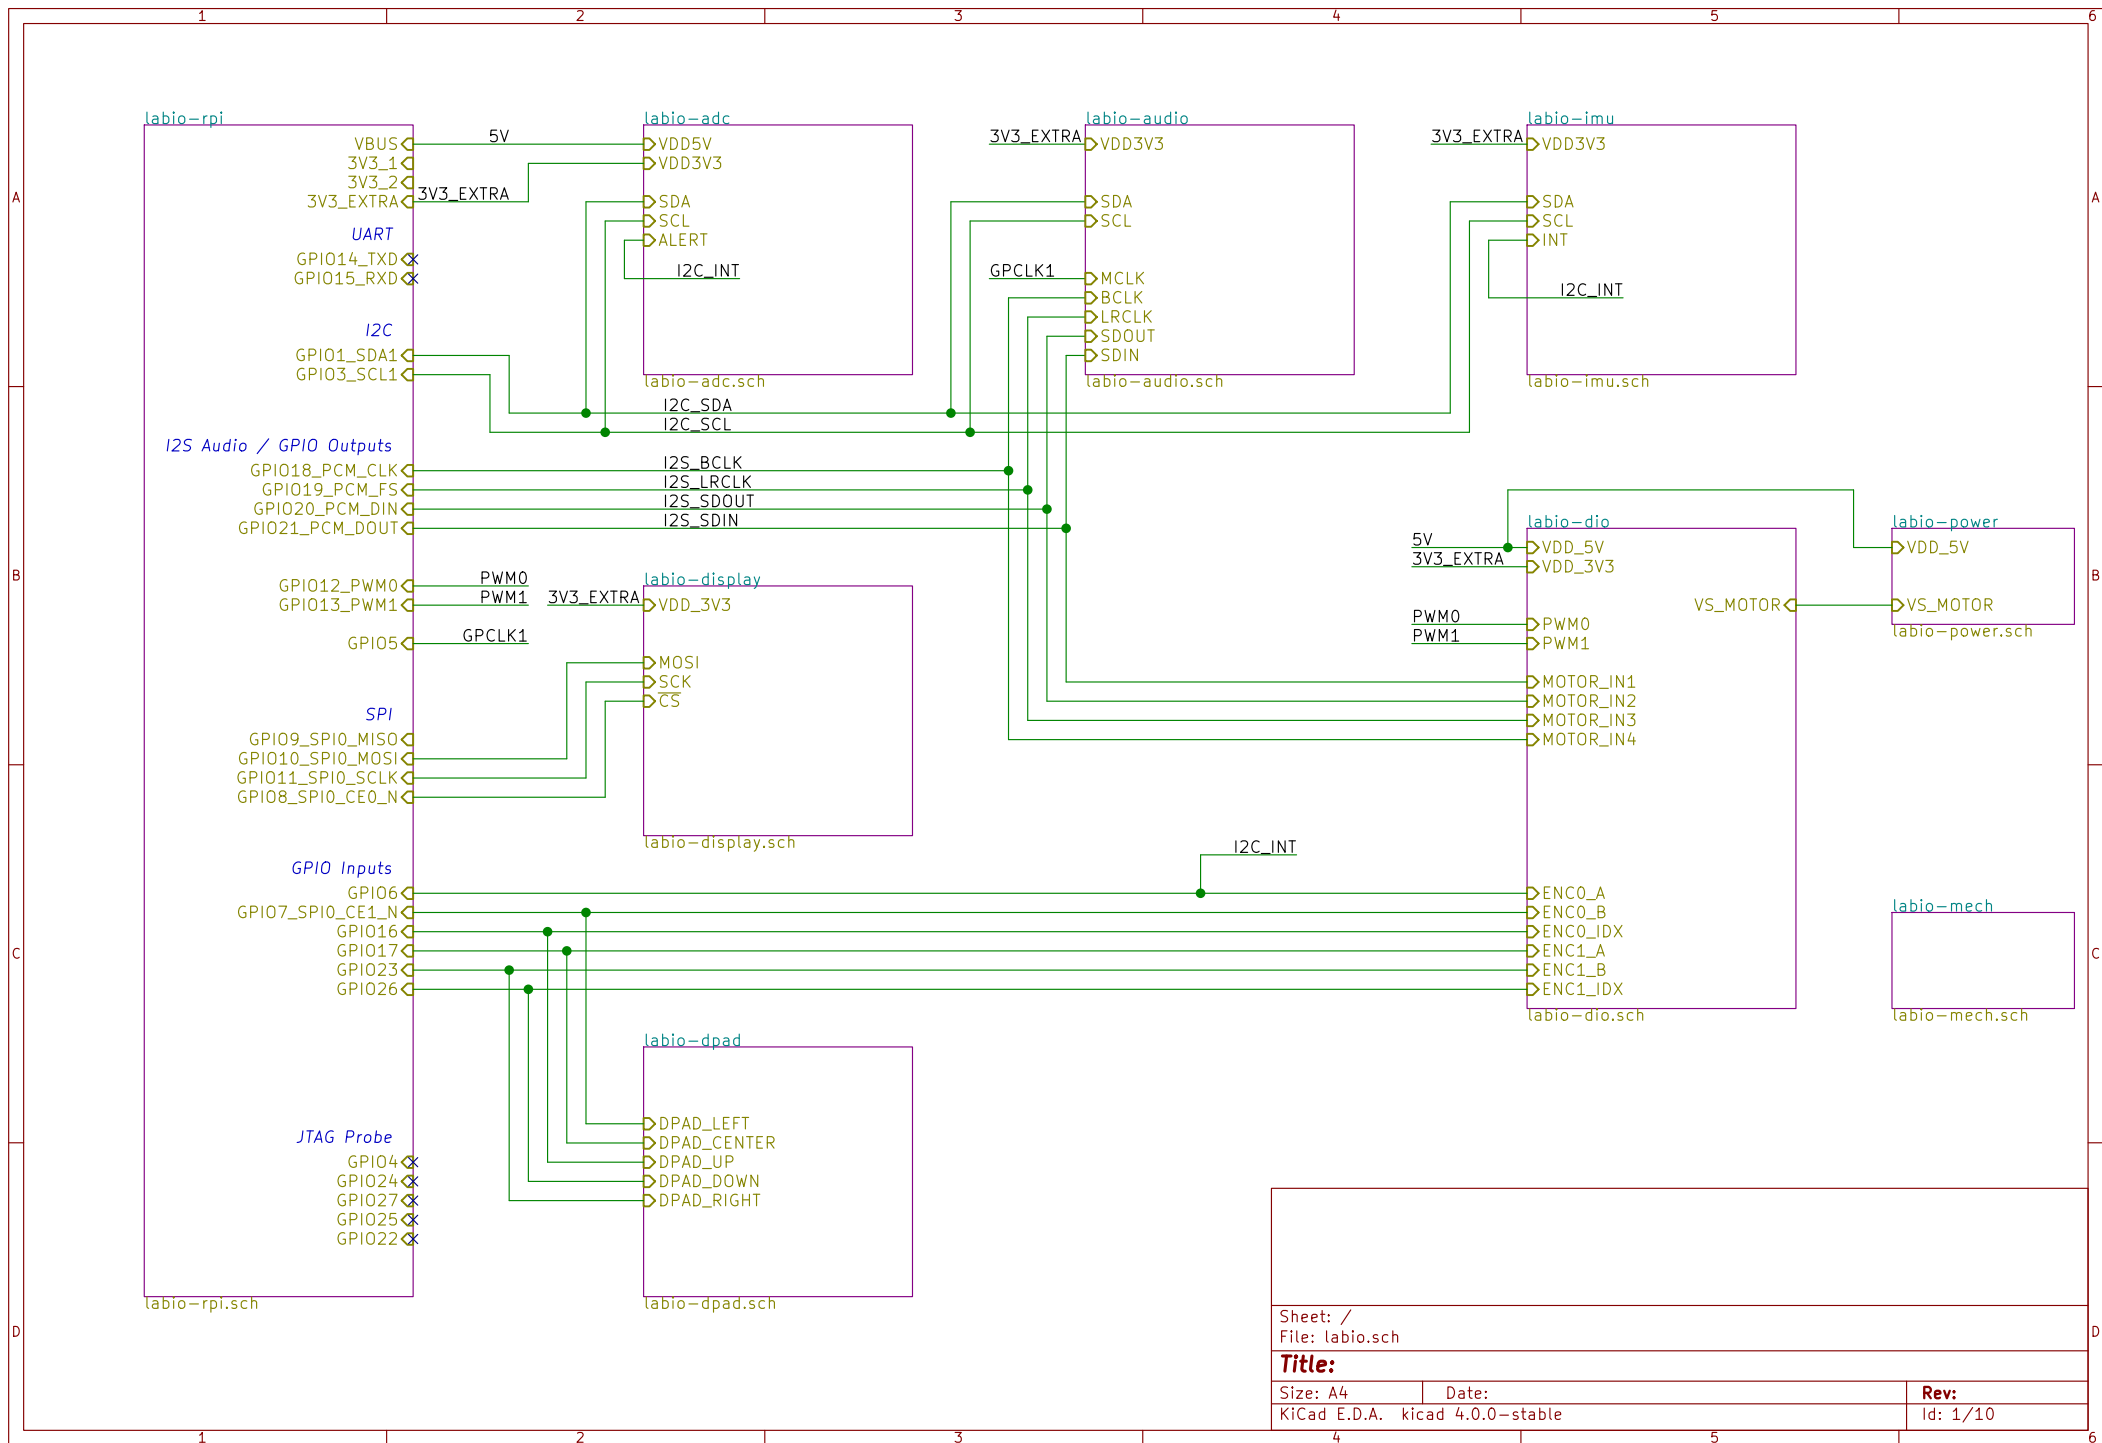 1 2 3 4 5 6
labio-rpi
VBUS
3V3_1
3V3_2
3V3_EXTRA
5V
3V3_EXTRA
UART
GPIO14_TXD
GPIO15_RXD
I2C
GPIO1_SDA1
GPIO3_SCL1
I2S Audio / GPIO Outputs
GPIO18_PCM_CLK
GPIO19_PCM_FS
GPIO20_PCM_DIN
GPIO21_PCM_DOUT
GPIO12_PWM0
GPIO13_PWM1
GPIO5
PWM0
PWM1
GPCLK1
SPI
GPIO9_SPI0_MISO
GPIO10_SPI0_MOSI
GPIO11_SPI0_SCLK
GPIO8_SPI0_CE0_N
GPIO Inputs
GPIO6
GPIO7_SPI0_CE1_N
GPIO16
GPIO17
GPIO23
GPIO26
JTAG Probe
GPIO4
GPIO24
GPIO27
GPIO25
GPIO22
labio-rpi.sch
labio-adc
VDD5V
VDD3V3
SDA
SCL
ALERT
I2C_INT
labio-adc.sch
I2C_SDA
I2C_SCL
I2S_BCLK
I2S_LRCLK
I2S_SDOUT
I2S_SDIN
labio-display
3V3_EXTRA
VDD_3V3
MOSI
SCK
CS
labio-display.sch
labio-dpad
DPAD_LEFT
DPAD_CENTER
DPAD_UP
DPAD_DOWN
DPAD_RIGHT
labio-dpad.sch
labio-audio
3V3_EXTRA
VDD3V3
SDA
SCL
GPCLK1
MCLK
BCLK
LRCLK
SDOUT
SDIN
labio-audio.sch
labio-imu
3V3_EXTRA
VDD3V3
SDA
SCL
INT
I2C_INT
labio-imu.sch
labio-dio
5V
3V3_EXTRA
VDD_5V
VDD_3V3
VS_MOTOR
PWM0
PWM1
PWM0
PWM1
MOTOR_IN1
MOTOR_IN2
MOTOR_IN3
MOTOR_IN4
I2C_INT
ENC0_A
ENC0_B
ENC0_IDX
ENC1_A
ENC1_B
ENC1_IDX
labio-dio.sch
labio-power
VDD_5V
VS_MOTOR
labio-power.sch
labio-mech
labio-mech.sch
A
B
C
D
A
B
C
D
Sheet: /
File: labio.sch
Title:
Size: A4
Date:
Rev:
KiCad E.D.A. kicad 4.0.0-stable
Id: 1/10
1 2 3 4 5 6